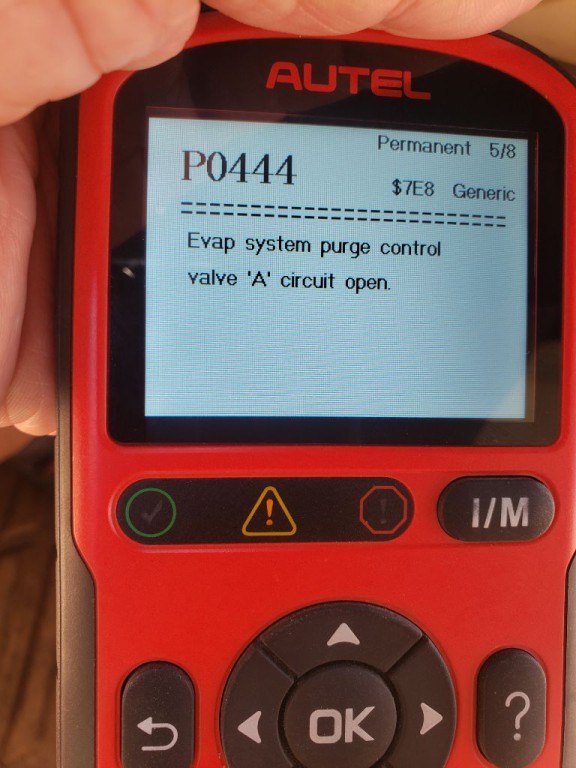 AUTEL
Permanent 5/8
P0444
$7E8 Generic
===========================
Evap system purge control
valve 'A' circuit open.
I/M
OK
?